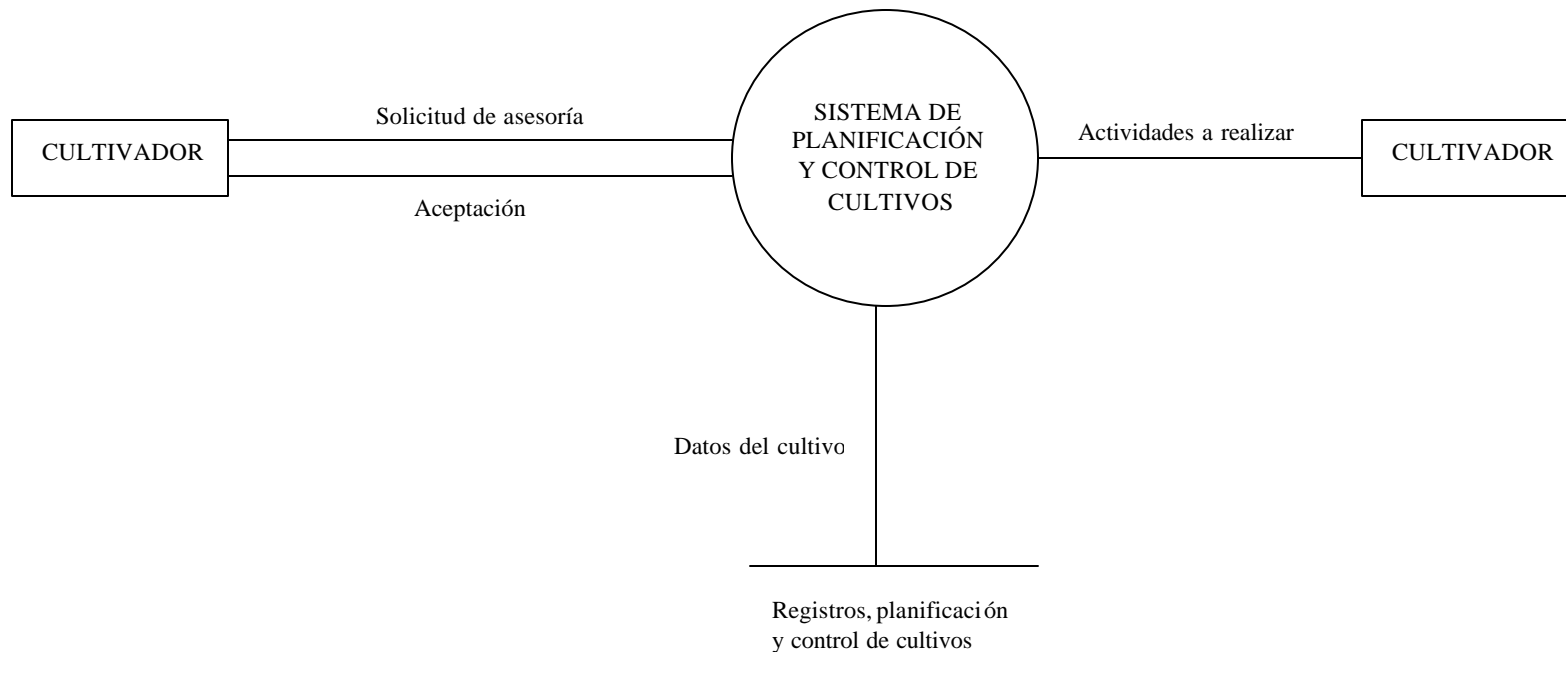 Solicitud de asesoría
CULTIVADOR
Aceptación
SISTEMA DE
PLANIFICACIÓN
Y CONTROL DE
CULTIVOS
Actividades a realizar
CULTIVADOR
Datos del cultivo
Registros, planificación
y control de cultivos